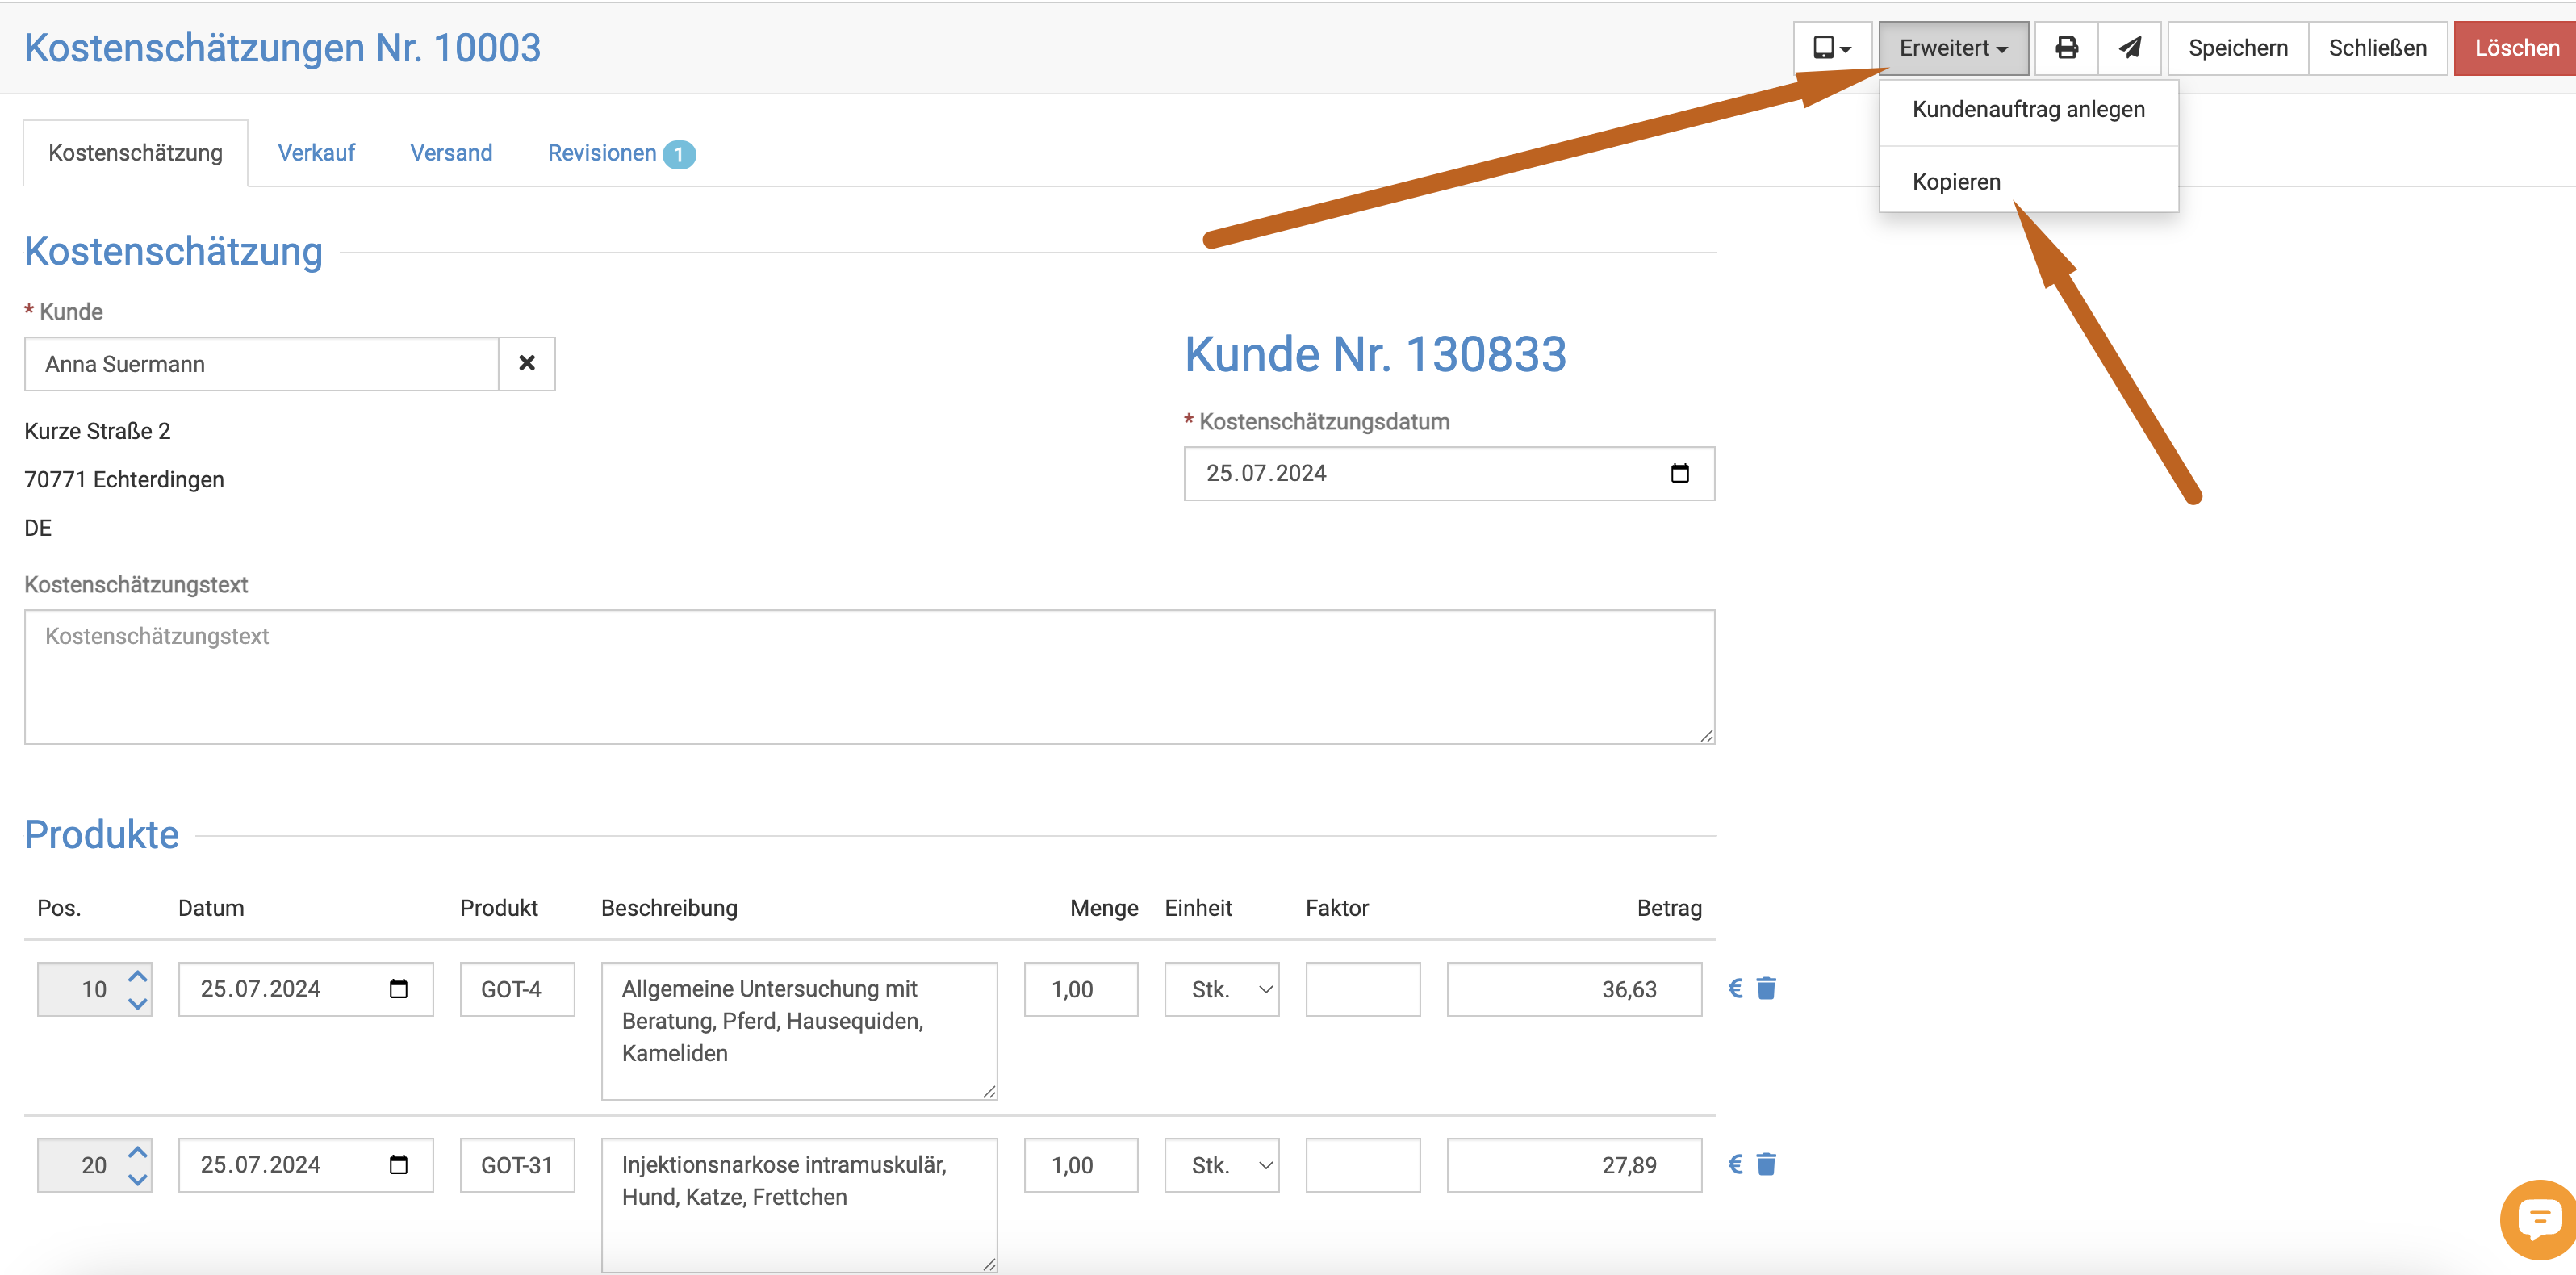 Kostenschätzungen Nr. 10003
Erweitert
Speichern
Schließen
Löschen
Kundenauftrag anlegen
Kopieren
Kostenschätzung
Verkauf
Versand
Revisionen 1
Kostenschätzung
* Kunde
Anna Suermann
Kurze Straße 2
70771 Echterdingen
DE
Kunde Nr. 130833
* Kostenschätzungsdatum
25.07.2024
Kostenschätzungstext
Kostenschätzungstext
Produkte
Pos. Datum Produkt Beschreibung Menge Einheit Faktor Betrag
10 25.07.2024 GOT-4 Allgemeine Untersuchung mit 1,00 Stk. 36,63 €
Beratung, Pferd, Hausequiden,
Kameliden
20 25.07.2024 GOT-31 Injektionsnarkose intramuskulär, 1,00 Stk. 27,89 €
Hund, Katze, Frettchen